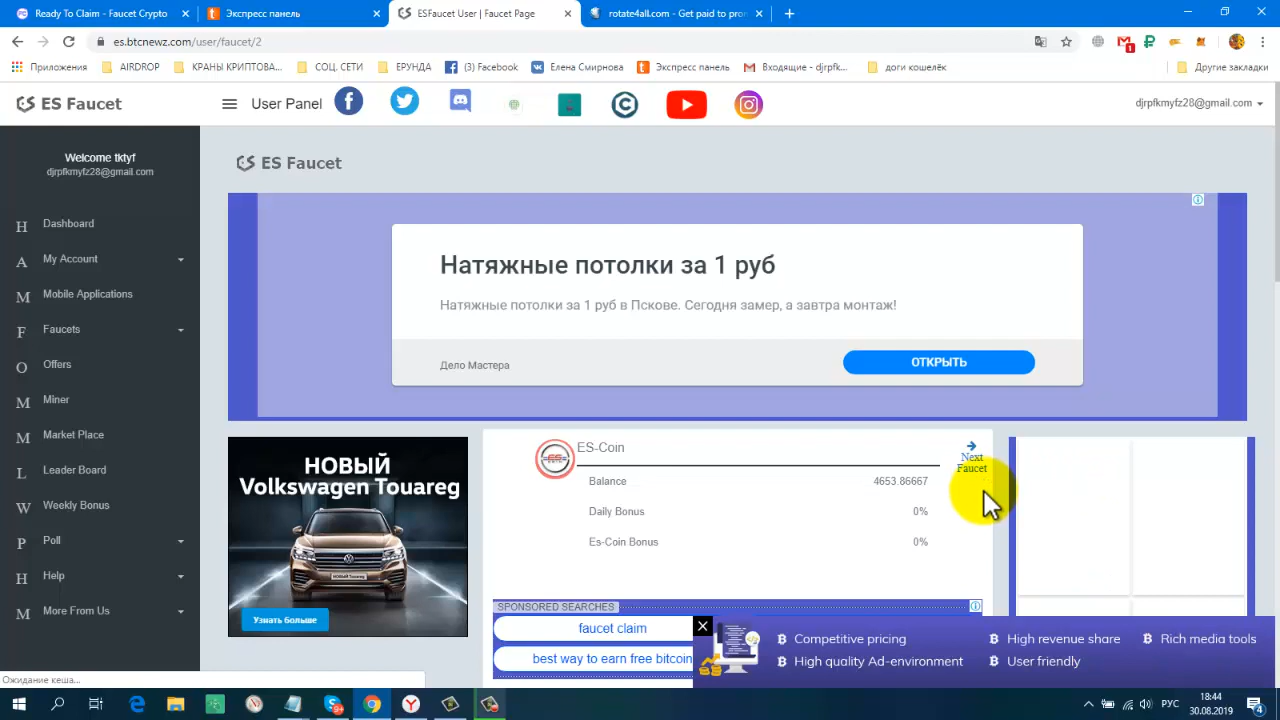 Ready To Claim - Faucet Crypto
Экспресс панель
ESFaucet User | Faucet Page
rotate4all.com - Get paid to pro
es.btcnewz.com/user/faucet/2
1
Приложения
AIRDROP
КРАНЫ КРИПТОВА...
СОЦ. СЕТИ
ЕРУНДА
(3) Facebook
Елена Смирнова
Экспресс панель
Входящие - djrpfk...
доги кошелёк
Другие закладки
ES Faucet
User Panel
djrpfkmyfz28@gmail.com
Welcome tktyf
djrpfkmyfz28@gmail.com
H Dashboard
A My Account
M Mobile Applications
F Faucets
O Offers
M Miner
M Market Place
L Leader Board
W Weekly Bonus
P Poll
H Help
M More From Us
ES Faucet
Натяжные потолки за 1 руб
Натяжные потолки за 1 руб в Пскове. Сегодня замер, а завтра монтаж!
Дело Мастера
ОТКРЫТЬ
НОВЫЙ
Volkswagen Touareg
Узнать больше
ES-Coin
Next
Faucet
Balance 4653.86667
Daily Bonus 0%
Es-Coin Bonus 0%
SPONSORED SEARCHES
faucet claim
best way to earn free bitcoin
Competitive pricing
High revenue share
Rich media tools
High quality Ad-environment
User friendly
Ожидание кеша...
РУС
18:44
30.08.2019
4